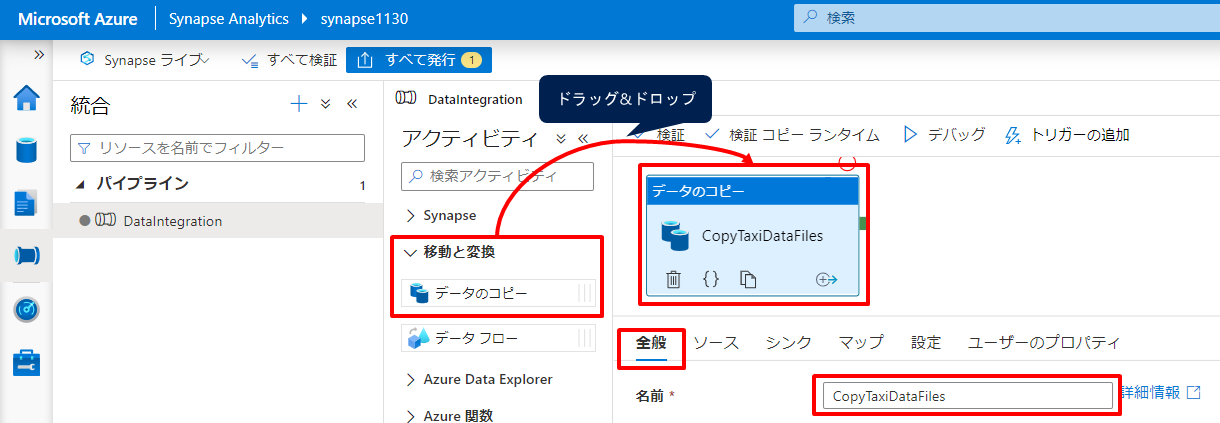 Microsoft Azure
Synapse Analytics
synapse1130
検索
Synapse ライブ
すべて検証
すべて発行 1
統合
リソースを名前でフィルター
パイプライン 1
DataIntegration
DataIntegration
ドラッグ&ドロップ
アクティビティ
検索アクティビティ
Synapse
移動と変換
データのコピー
データ フロー
Azure Data Explorer
Azure 関数
検証
検証 コピー ランタイム
デバッグ
トリガーの追加
データのコピー
CopyTaxiDataFiles
全般
ソース
シンク
マップ
設定
ユーザーのプロパティ
名前 *
CopyTaxiDataFiles
詳細情報